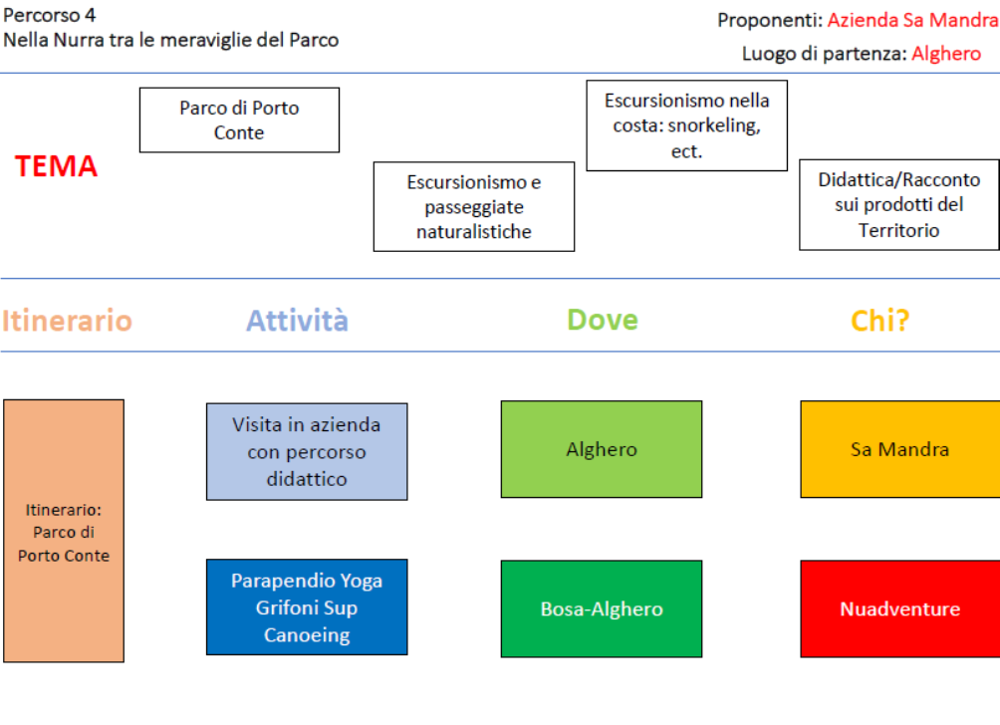 Percorso 4
Nella Nurra tra le meraviglie del Parco
Proponenti: Azienda Sa Mandra
Luogo di partenza: Alghero
TEMA
Parco di Porto
Conte
Escursionismo e
passeggiate
naturalistiche
Escursionismo nella
costa: snorkeling,
ect.
Didattica/Racconto
sui prodotti del
Territorio
Itinerario
Attività
Dove
Chi?
Itinerario:
Parco di
Porto Conte
Visita in azienda
con percorso
didattico
Alghero
Sa Mandra
Parapendio Yoga
Grifoni Sup
Canoeing
Bosa-Alghero
Nuadventure